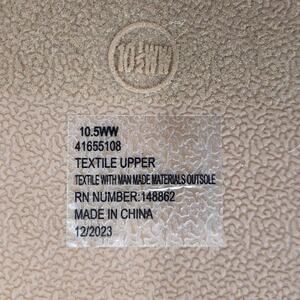 10.5WW
10.5WW
41655108
TEXTILE UPPER
TEXTILE WITH MAN MADE MATERIALS OUTSOLE
RN NUMBER:148862
MADE IN CHINA
12/2023